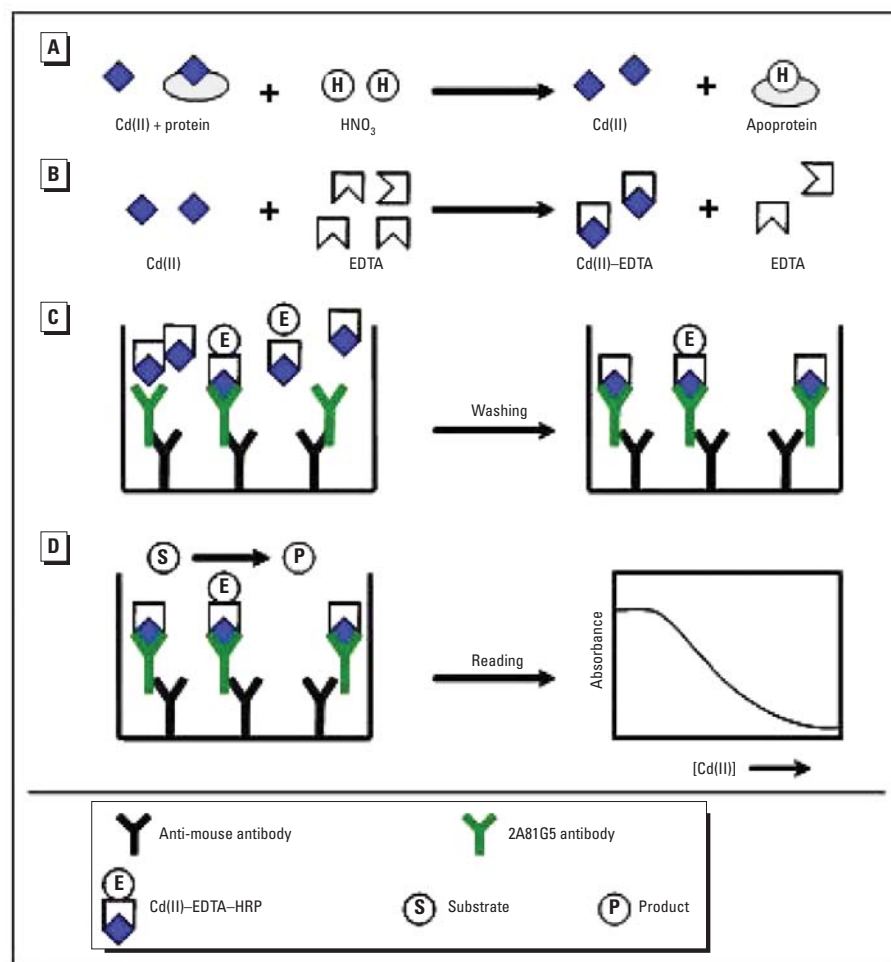 A
H
H H
Cd(II) + protein + HNO3 Cd(II) + Apoprotein
B
Cd(II) + EDTA Cd(II)–EDTA + EDTA
C
E
E
E
Washing
D
S P
E
Reading
Absorbance
[Cd(II)]
Anti-mouse antibody
2A81G5 antibody
E
Cd(II)–EDTA–HRP
S Substrate
P Product